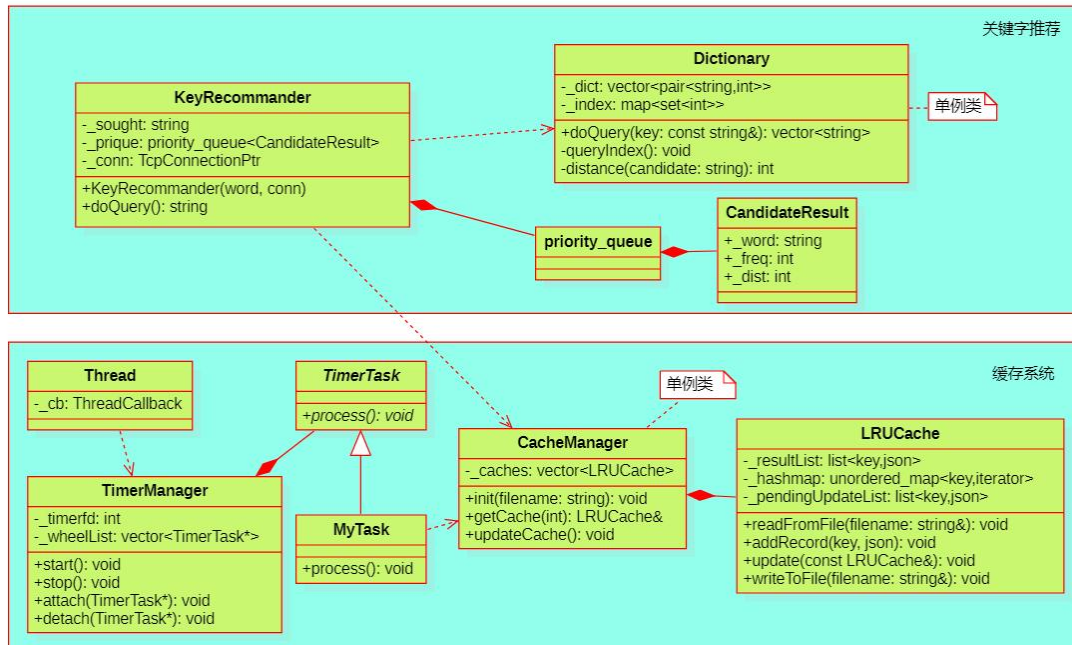 关键字推荐
KeyRecommander
-_sought: string
-_prique: priority_queue<CandidateResult>
-_conn: TcpConnectionPtr
+KeyRecommander(word, conn)
+doQuery(): string
Dictionary
-_dict: vector<pair<string,int>>
-_index: map<set<int>>
+doQuery(key: const string&): vector<string>
-queryIndex(): void
-distance(candidate: string): int
单例类
priority_queue
CandidateResult
+_word: string
+_freq: int
+_dist: int
缓存系统
Thread
-_cb: ThreadCallback
TimerTask
+process(): void
单例类
TimerManager
-_timerfd: int
-_wheelList: vector<TimerTask*>
+start(): void
+stop(): void
+attach(TimerTask*): void
+detach(TimerTask*): void
MyTask
+process(): void
CacheManager
-_caches: vector<LRUCache>
+init(filename: string): void
+getCache(int): LRUCache&
+updateCache(): void
LRUCache
-_resultList: list<key,json>
-_hashmap: unordered_map<key,iterator>
-_pendingUpdateList: list<key,json>
+readFromFile(filename: string&): void
+addRecord(key, json): void
+update(const LRUCache&): void
+writeToFile(filename: string&): void